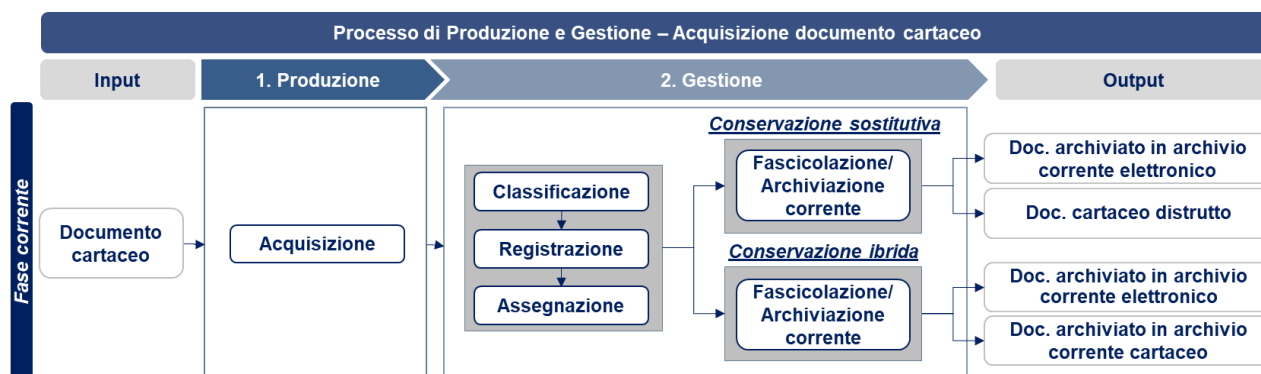 Processo di Produzione e Gestione – Acquisizione documento cartaceo
Input
1. Produzione
2. Gestione
Output
Fase corrente
Documento
cartaceo
Acquisizione
Classificazione
Registrazione
Assegnazione
Conservazione sostitutiva
Fascicolazione/
Archiviazione
corrente
Conservazione ibrida
Fascicolazione/
Archiviazione
corrente
Doc. archiviato in archivio
corrente elettronico
Doc. cartaceo distrutto
Doc. archiviato in archivio
corrente elettronico
Doc. archiviato in archivio
corrente cartaceo